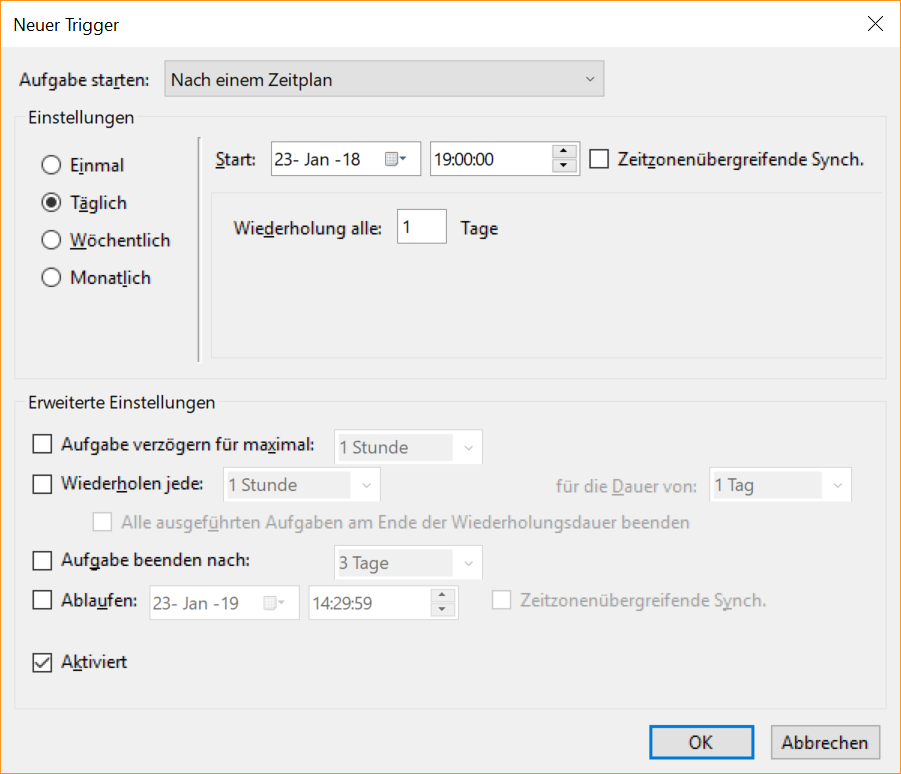 Neuer Trigger
Aufgabe starten: Nach einem Zeitplan
Einstellungen
Einmal
Täglich
Wöchentlich
Monatlich
Start: 23- Jan -18 19:00:00 Zeitzonenübergreifende Synch.
Wiederholung alle: 1 Tage
Erweiterte Einstellungen
Aufgabe verzögern für maximal: 1 Stunde
Wiederholen jede: 1 Stunde für die Dauer von: 1 Tag
Alle ausgeführten Aufgaben am Ende der Wiederholungsdauer beenden
Aufgabe beenden nach: 3 Tage
Ablaufen: 23- Jan -19 14:29:59 Zeitzonenübergreifende Synch.
Aktiviert
OK Abbrechen